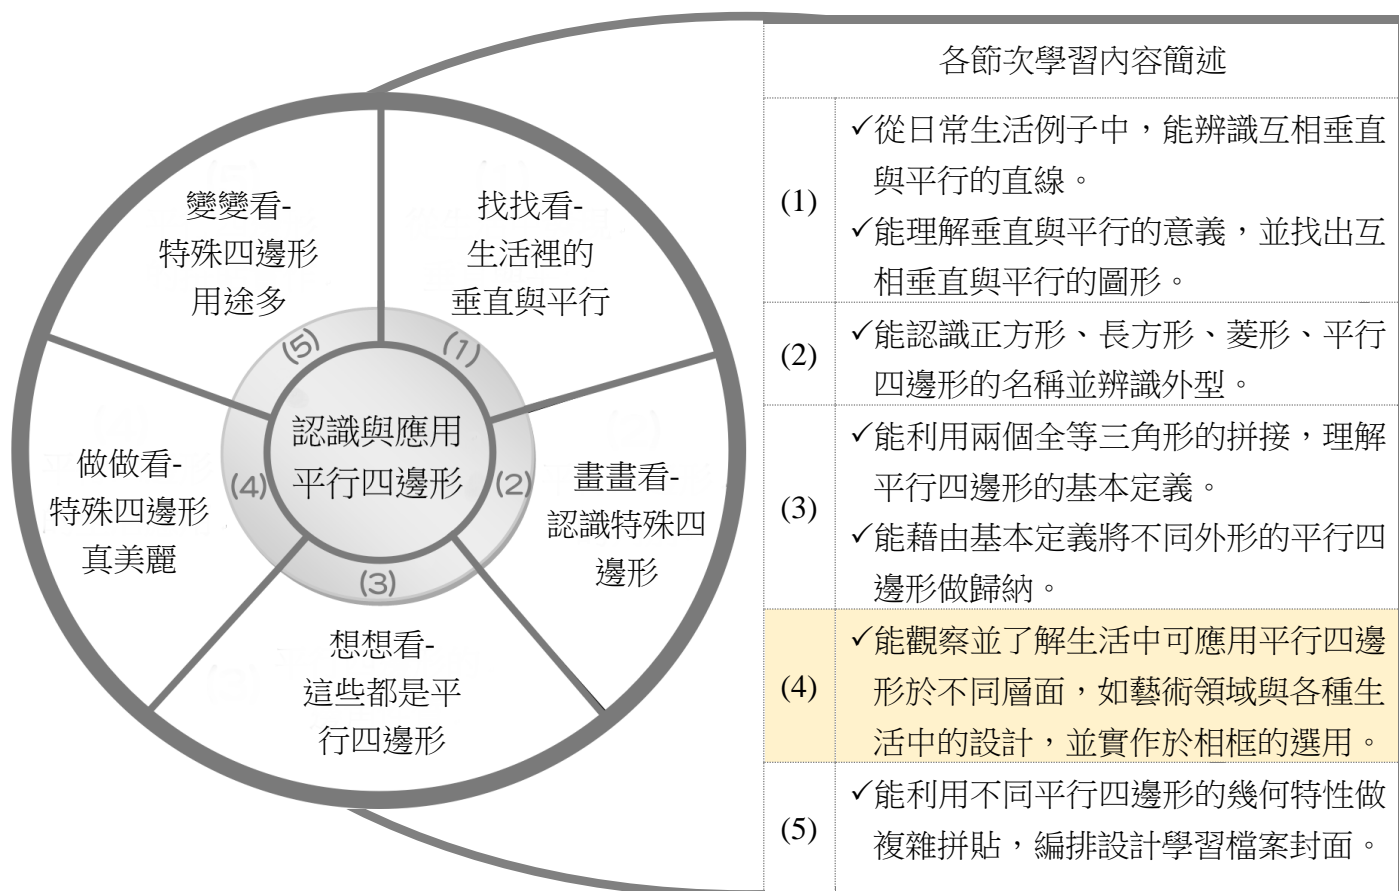 各節次學習內容簡述
變變看-
特殊四邊形
用途多
找找看-
生活裡的
垂直與平行
(5)
(1)
認識與應用
平行四邊形
做做看-
特殊四邊形
真美麗
(4)
(2)
畫畫看-
認識特殊四
邊形
(3)
想想看-
這些都是平
行四邊形
(1)
✓從日常生活例子中，能辨識互相垂直
與平行的直線。
✓能理解垂直與平行的意義，並找出互
相垂直與平行的圖形。
(2)
✓能認識正方形、長方形、菱形、平行
四邊形的名稱並辨識外型。
(3)
✓能利用兩個全等三角形的拼接，理解
平行四邊形的基本定義。
✓能藉由基本定義將不同外形的平行四
邊形做歸納。
(4)
✓能觀察並了解生活中可應用平行四邊
形於不同層面，如藝術領域與各種生
活中的設計，並實作於相框的選用。
(5)
✓能利用不同平行四邊形的幾何特性做
複雜拼貼，編排設計學習檔案封面。